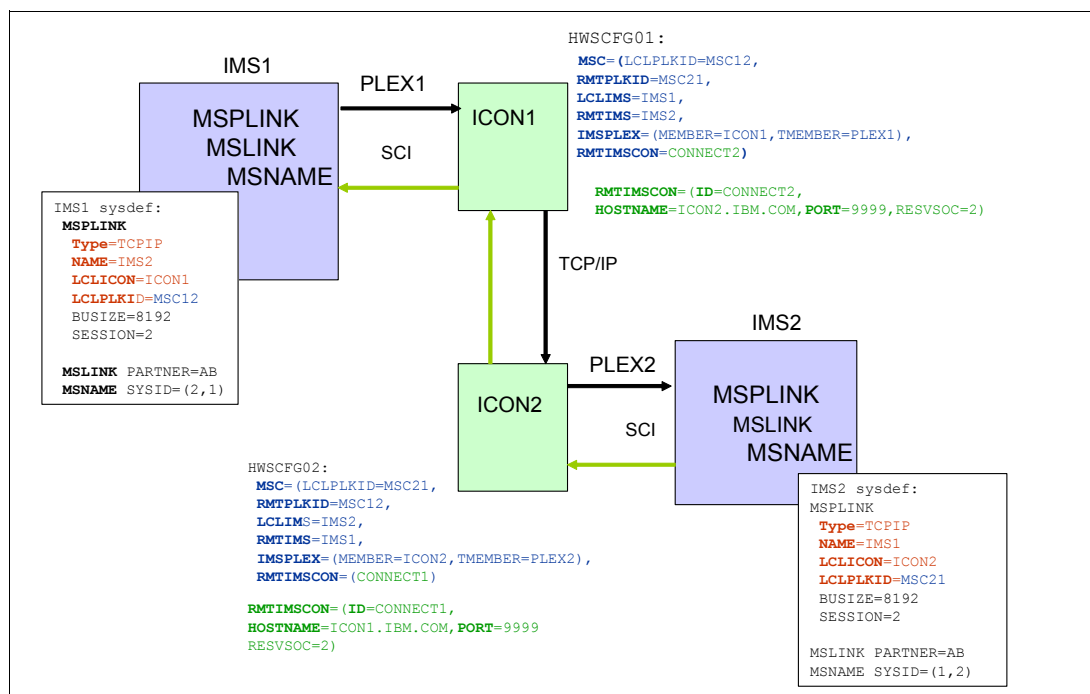 HWSCFG01:
MSC=(LCLPLKID=MSC12,
RMTPLKID=MSC21,
LCLIMS=IMS1,
RMTIMS=IMS2,
IMSPLEX=(MEMBER=ICON1,TMEMBER=PLEX1),
RMTIMSCON=CONNECT2)
RMTIMSCON=(ID=CONNECT2,
HOSTNAME=ICON2.IBM.COM,PORT=9999,RESVSOC=2)
IMS1
PLEX1
ICON1
MSPLINK
MSLINK
MSNAME
SCI
IMS1 sysdef:
MSPLINK
Type=TCPIP
NAME=IMS2
LCLICON=ICON1
LCLPLKID=MSC12
BUSIZE=8192
SESSION=2
MSLINK PARTNER=AB
MSNAME SYSID=(2,1)
TCP/IP
IMS2
PLEX2
ICON2
MSPLINK
MSLINK
MSNAME
SCI
HWSCFG02:
MSC=(LCLPLKID=MSC21,
RMTPLKID=MSC12,
LCLIMS=IMS2,
RMTIMS=IMS1,
IMSPLEX=(MEMBER=ICON2,TMEMBER=PLEX2),
RMTIMSCON=(CONNECT1)
RMTIMSCON=(ID=CONNECT1,
HOSTNAME=ICON1.IBM.COM,PORT=9999
RESVSOC=2)
IMS2 sysdef:
MSPLINK
Type=TCPIP
NAME=IMS1
LCLICON=ICON2
LCLPLKID=MSC21
BUSIZE=8192
SESSION=2
MSLINK PARTNER=AB
MSNAME SYSID=(1,2)